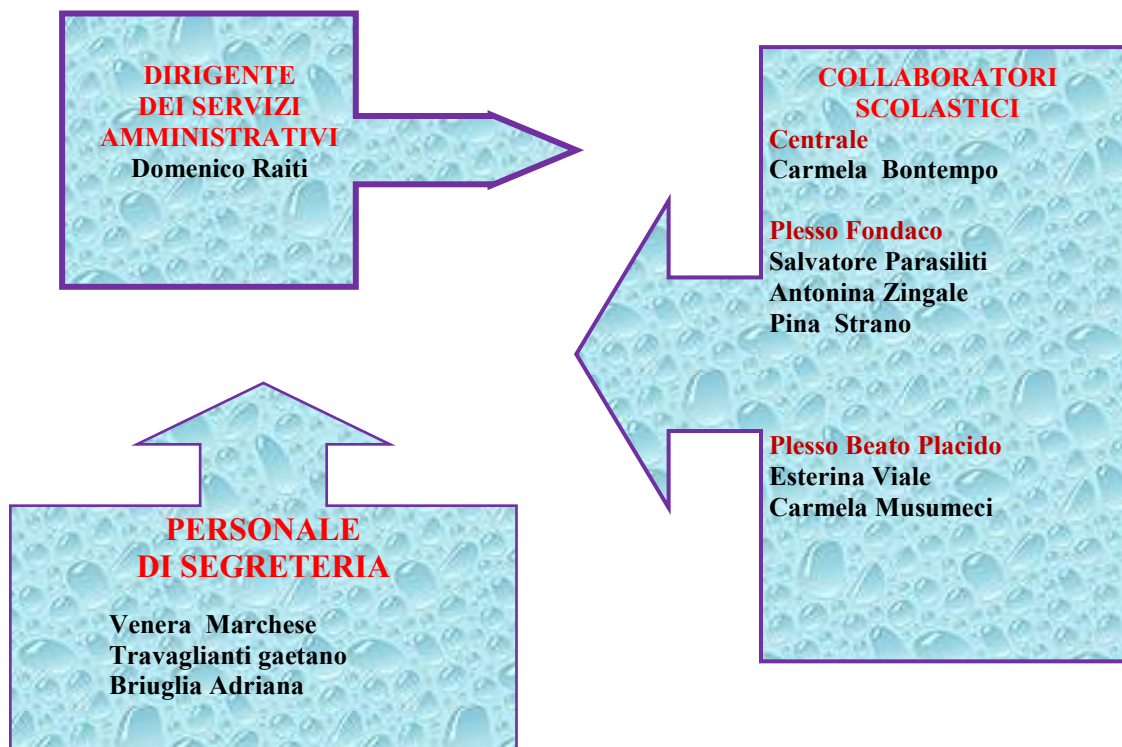 DIRIGENTE
DEI SERVIZI
AMMINISTRATIVI
Domenico Raiti
COLLABORATORI
SCOLASTICI
Centrale
Carmela Bontempo
Plesso Fondaco
Salvatore Parasiliti
Antonina Zingale
Pina Strano
Plesso Beato Placido
Esterina Viale
Carmela Musumeci
PERSONALE
DI SEGRETERIA
Venera Marchese
Travaglianti gaetano
Briuglia Adriana